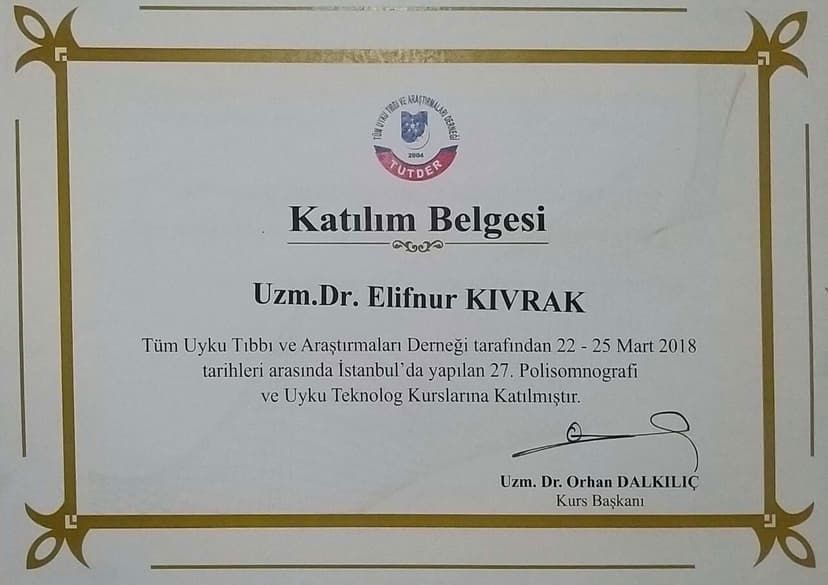 TÜM UYKU TIBBI VE ARAŞTIRMALARI DERNEĞİ
2004
TUTDER
Katılım Belgesi
Uzm.Dr. Elifnur KIVRAK
Tüm Uyku Tıbbı ve Araştırmaları Derneği tarafından 22 - 25 Mart 2018
tarihleri arasında İstanbul'da yapılan 27. Polisomnografi
ve Uyku Teknolog Kurslarına Katılmıştır.
Uzm. Dr. Orhan DALKILIÇ
Kurs Başkanı